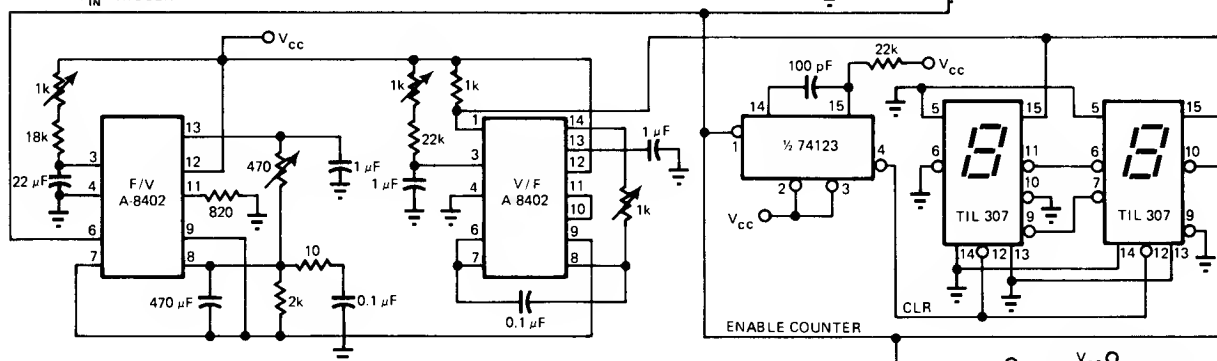 IN
VCC
1k
18k
22 µF
3
4
6
7
F/V
A-8402
13
12
11
9
8
820
470
1 µF
10
470 µF
2k
0.1 µF
1k
1k
22k
1 µF
1
3
4
6
7
V/F
A 8402
14
13
12
11
10
9
8
1 µF
1k
0.1 µF
22k
VCC
100 pF
14
15
1
½ 74123
4
2
3
VCC
5
6
15
11
10
9
TIL 307
14
12
13
5
6
7
15
10
9
TIL 307
14
12
13
CLR
ENABLE COUNTER
VCC